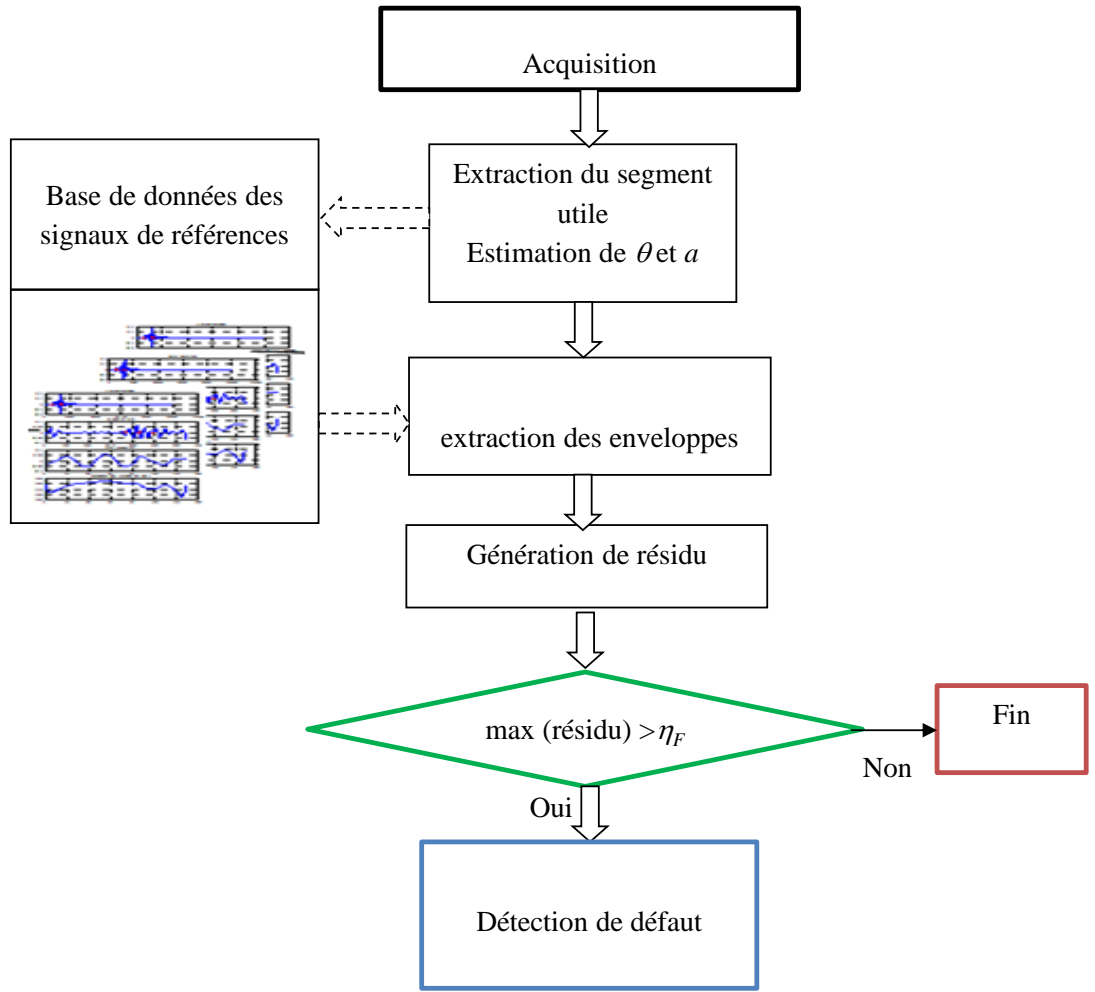 Acquisition
Extraction du segment
utile
Estimation de θ et a
Base de données des
signaux de références
extraction des enveloppes
Génération de résidu
max (résidu) >ηF
Non
Fin
Oui
Détection de défaut